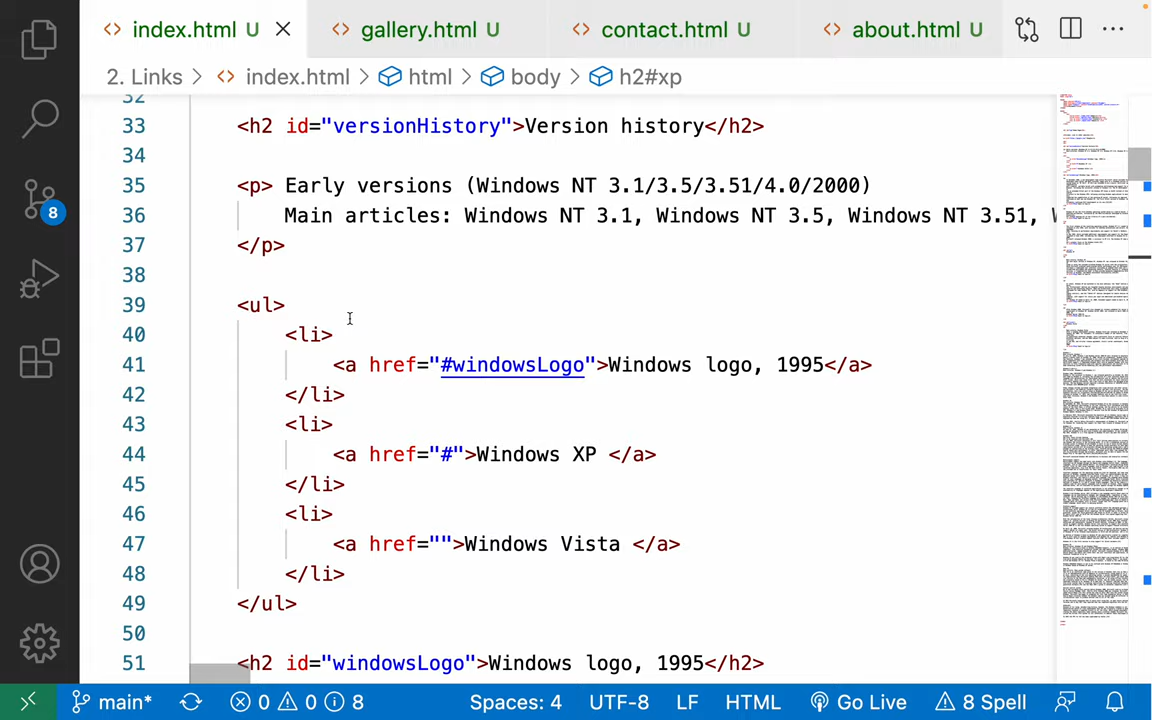 index.html U
gallery.html U
contact.html U
about.html U
2. Links > index.html > html > body > h2#xp
32
33 <h2 id="versionHistory">Version history</h2>
34
35 <p> Early versions (Windows NT 3.1/3.5/3.51/4.0/2000)
36 Main articles: Windows NT 3.1, Windows NT 3.5, Windows NT 3.51,
37 </p>
38
39 <ul>
40 <li>
41 <a href="#windowsLogo">Windows logo, 1995</a>
42 </li>
43 <li>
44 <a href="#">Windows XP </a>
45 </li>
46 <li>
47 <a href="">Windows Vista </a>
48 </li>
49 </ul>
50
51 <h2 id="windowsLogo">Windows logo, 1995</h2>
8
main* 0 0 8 Spaces: 4 UTF-8 LF HTML Go Live 8 Spell